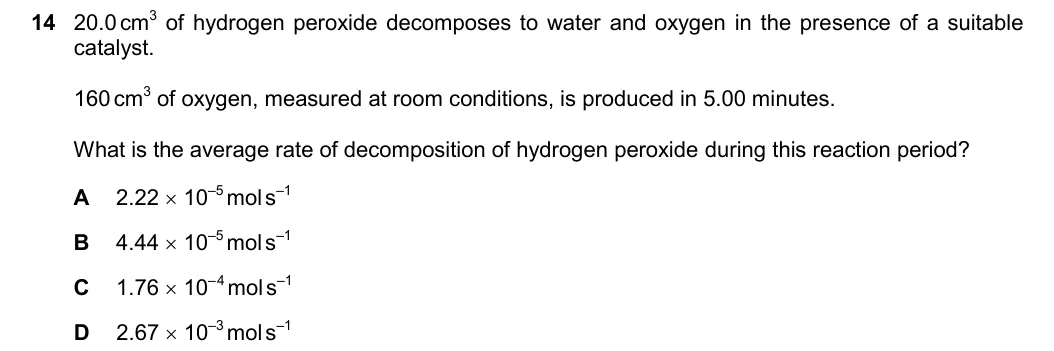 14 20.0 cm³ of hydrogen peroxide decomposes to water and oxygen in the presence of a suitable
catalyst.
160 cm³ of oxygen, measured at room conditions, is produced in 5.00 minutes.
What is the average rate of decomposition of hydrogen peroxide during this reaction period?
A 2.22 × 10⁻⁵ mol s⁻¹
B 4.44 × 10⁻⁵ mol s⁻¹
C 1.76 × 10⁻⁴ mol s⁻¹
D 2.67 × 10⁻³ mol s⁻¹